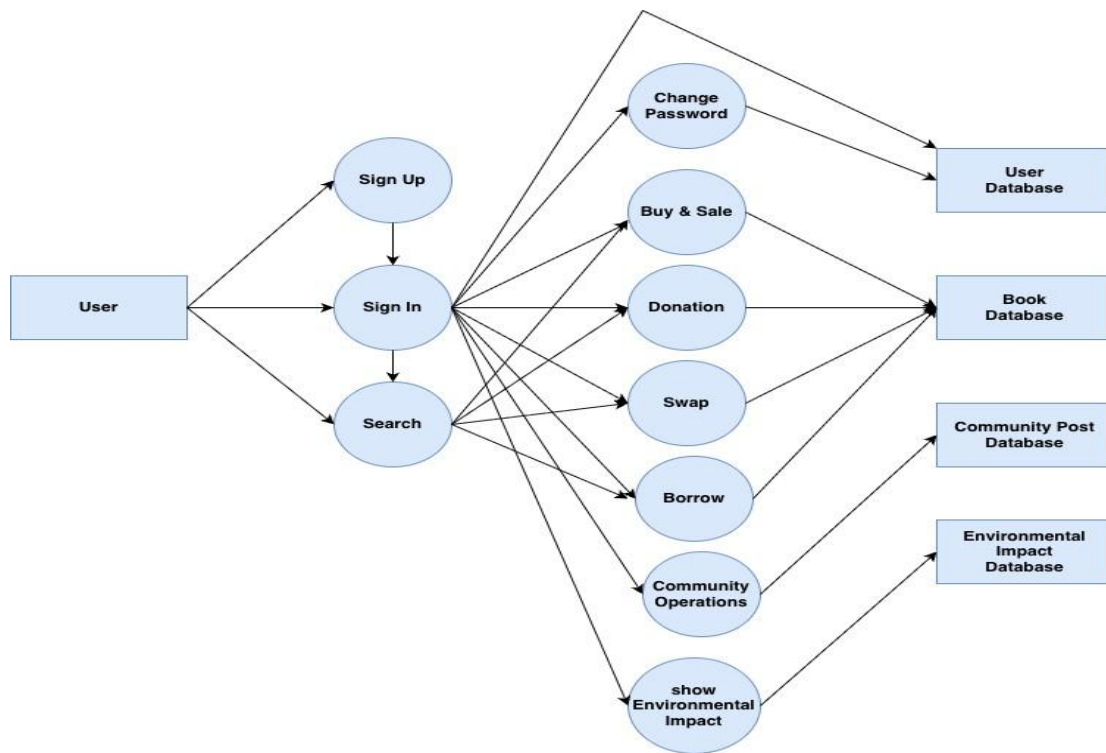 Change
Password
Sign Up
User
Database
Buy & Sale
User
Sign In
Donation
Book
Database
Search
Swap
Community Post
Database
Borrow
Environmental
Impact
Database
Community
Operations
show
Environmental
Impact